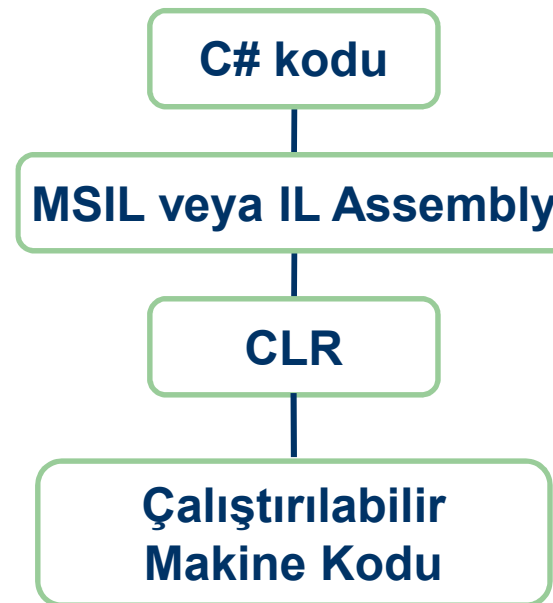 C# kodu
MSIL veya IL Assembly
CLR
Çalıştırılabilir
Makine Kodu